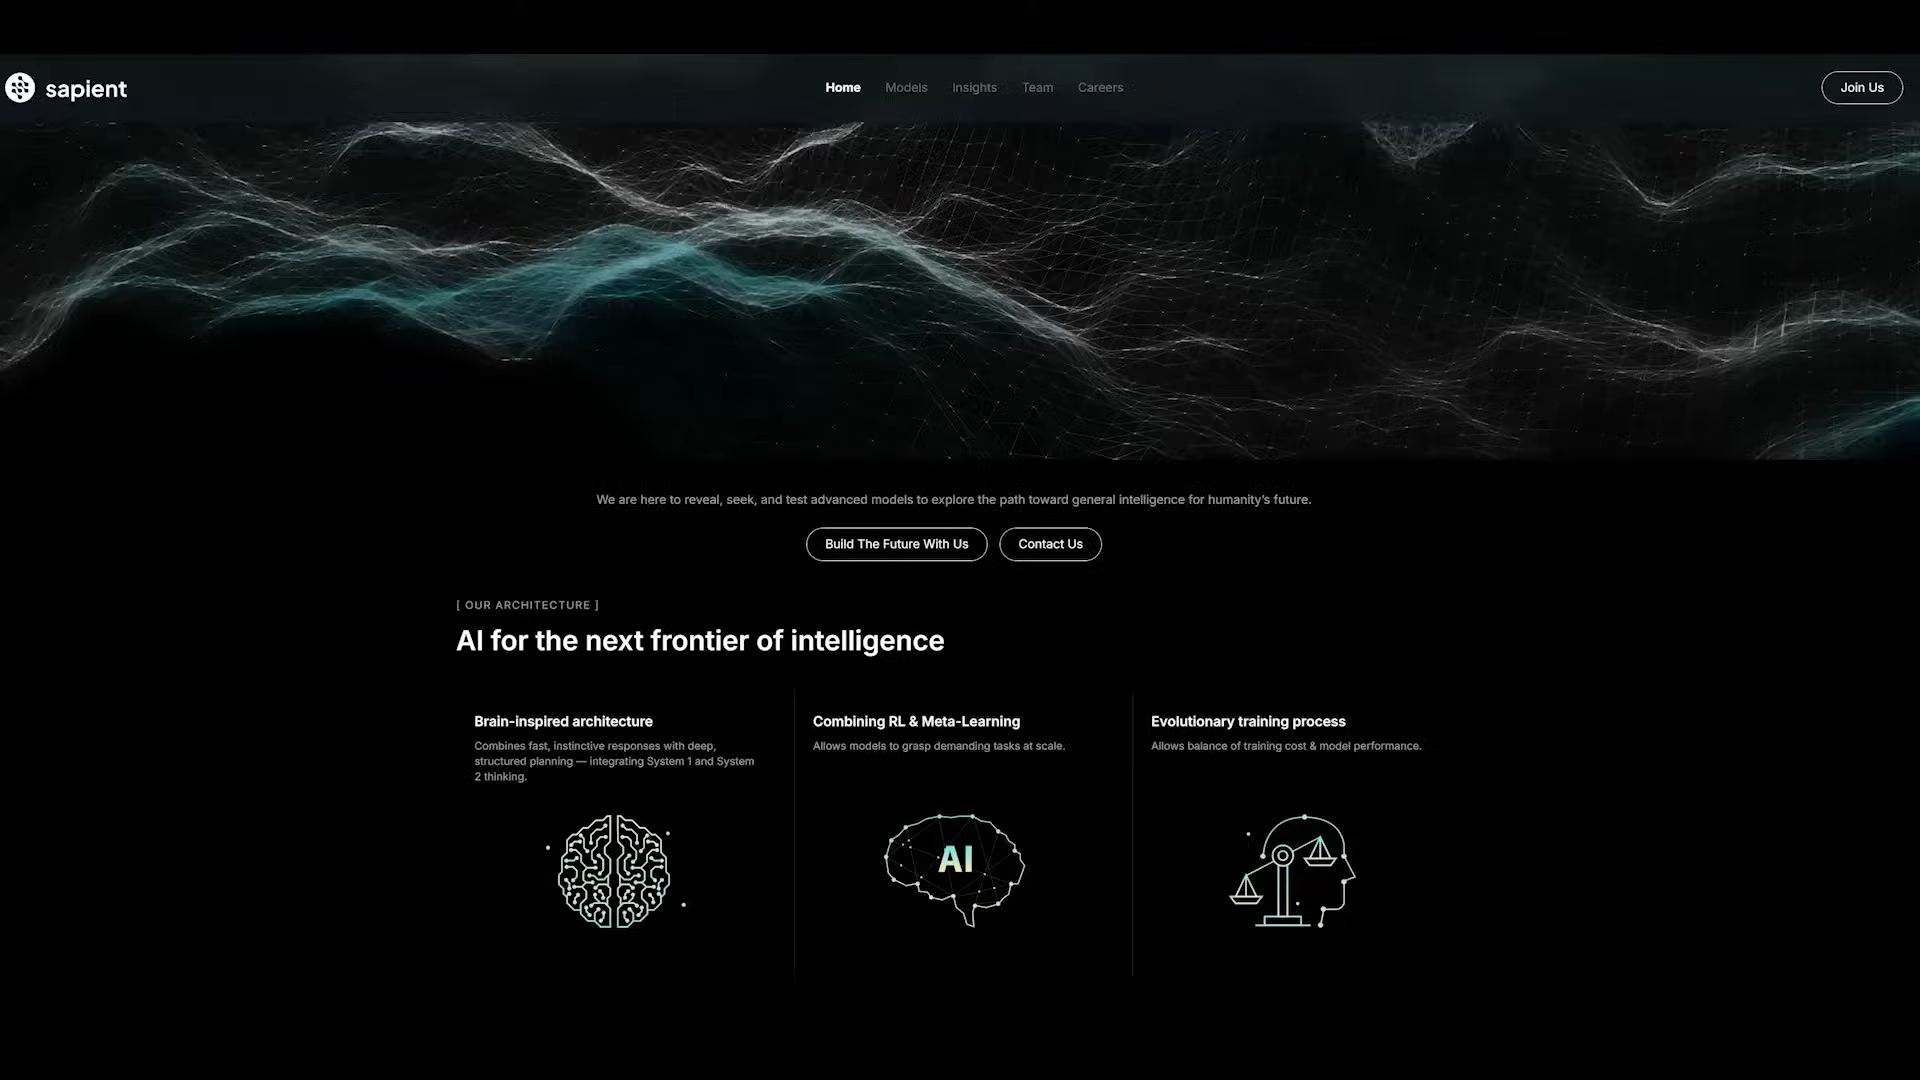 sapient
Home
Models
Insights
Team
Careers
Join Us
We are here to reveal, seek, and test advanced models to explore the path toward general intelligence for humanity's future.
Build The Future With Us
Contact Us
[ OUR ARCHITECTURE ]
AI for the next frontier of intelligence
Brain-inspired architecture
Combines fast, instinctive responses with deep,
structured planning — integrating System 1 and System
2 thinking.
Combining RL & Meta-Learning
Allows models to grasp demanding tasks at scale.
AI
Evolutionary training process
Allows balance of training cost & model performance.